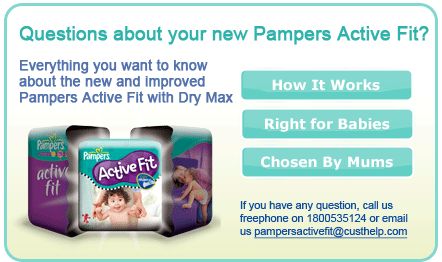 Questions about your new Pampers Active Fit?
Everything you want to know
about the new and improved
Pampers Active Fit with Dry Max
How It Works
Right for Babies
Chosen By Mums
Pampers
active
fit
Pampers
Active Fit
If you have any question, call us
freephone on 1800535124 or email
us pampersactivefit@custhelp.com